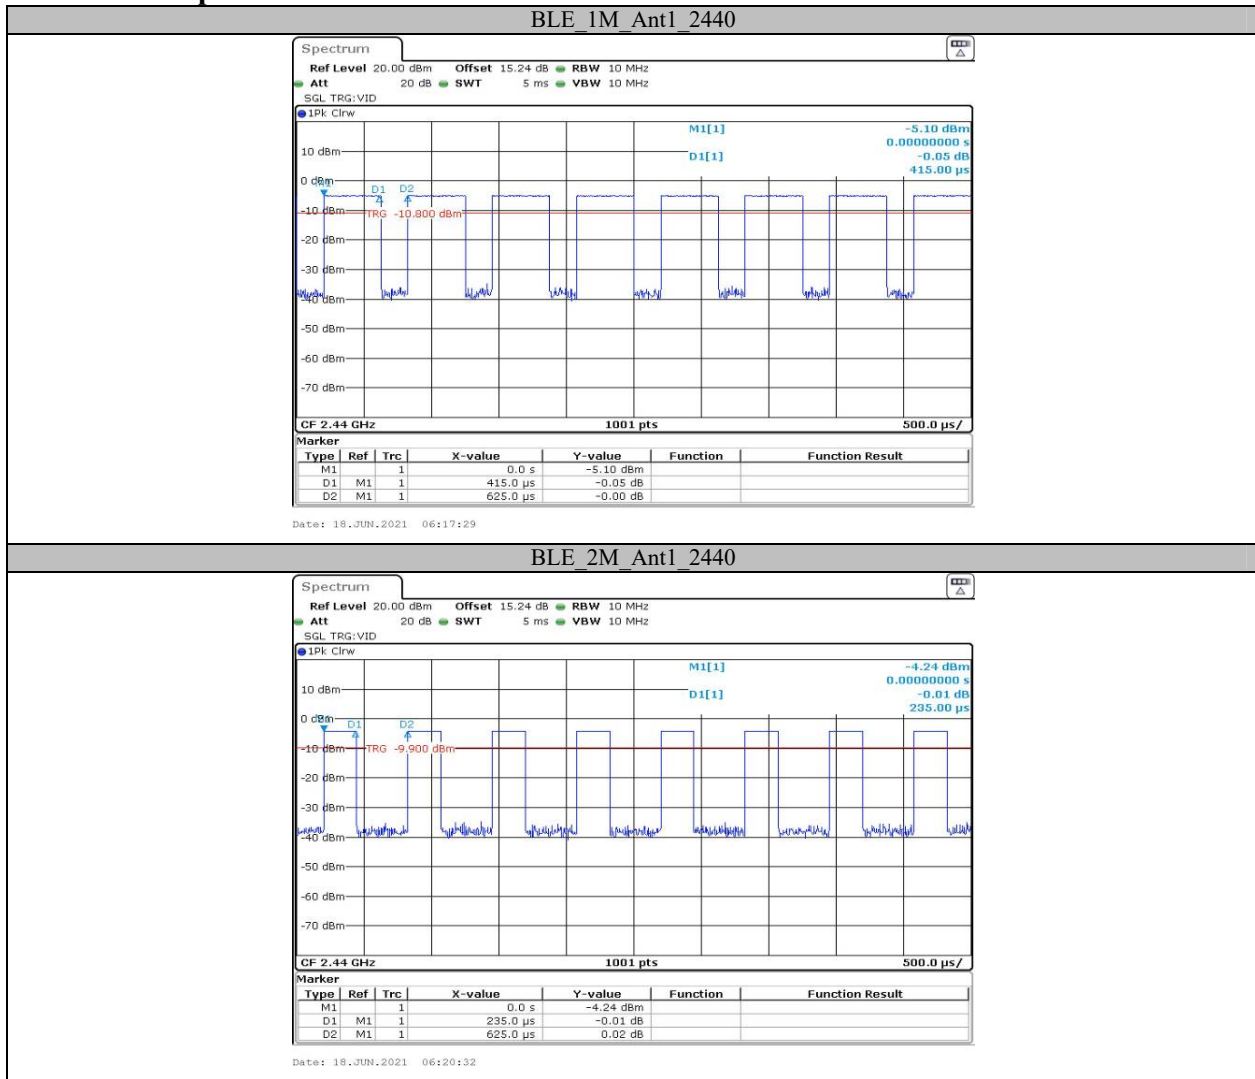 BLE_1M_Ant1_2440
Spectrum
Ref Level 20.00 dBm Offset 15.24 dB RBW 10 MHz
Att 20 dB SWT 5 ms VBW 10 MHz
SGL TRG:VID
1Pk Clrw
M1[1] -5.10 dBm
0.00000000 s
10 dBm
D1[1] -0.05 dB
415.00 µs
0 dBm
M1 D1 D2
-10 dBm
TRG -10.800 dBm
-20 dBm
-30 dBm
-40 dBm
-50 dBm
-60 dBm
-70 dBm
CF 2.44 GHz 1001 pts 500.0 µs/
Marker
Type Ref Trc X-value Y-value Function Function Result
M1 1 0.0 s -5.10 dBm
D1 M1 1 415.0 µs -0.05 dB
D2 M1 1 625.0 µs -0.00 dB
Date: 18.JUN.2021 06:17:29
BLE_2M_Ant1_2440
Spectrum
Ref Level 20.00 dBm Offset 15.24 dB RBW 10 MHz
Att 20 dB SWT 5 ms VBW 10 MHz
SGL TRG:VID
1Pk Clrw
M1[1] -4.24 dBm
0.00000000 s
10 dBm
D1[1] -0.01 dB
235.00 µs
0 dBm
D1 D2
-10 dBm
TRG -9.900 dBm
-20 dBm
-30 dBm
-40 dBm
-50 dBm
-60 dBm
-70 dBm
CF 2.44 GHz 1001 pts 500.0 µs/
Marker
Type Ref Trc X-value Y-value Function Function Result
M1 1 0.0 s -4.24 dBm
D1 M1 1 235.0 µs -0.01 dB
D2 M1 1 625.0 µs 0.02 dB
Date: 18.JUN.2021 06:20:32